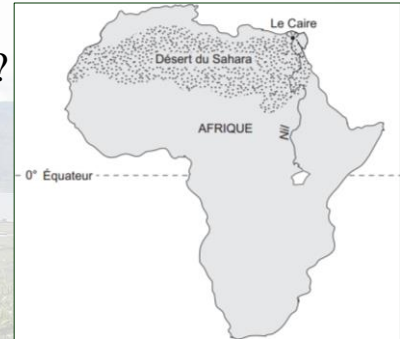 ?
Le Caire
Désert du Sahara
AFRIQUE
Nil
0° Équateur